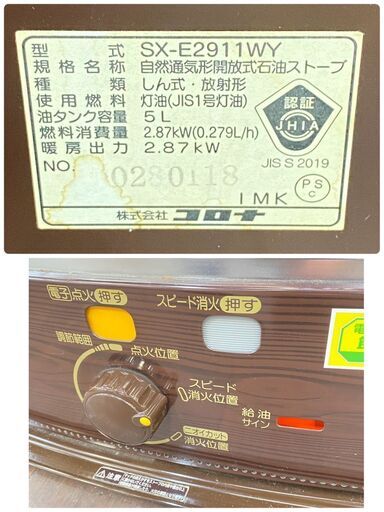 型式 SX-E2911WY
規格名称 自然通気形開放式石油ストーブ
種類 しん式・放射形
使用燃料 灯油(JIS1号灯油)
油タンク容量 5L
燃料消費量 2.87kW(0.279L/h)
暖房出力 2.87kW
認証
JHIA
JIS S 2019
NO. 0280118
IMK
PS
C
株式会社 コロナ
電子点火 押す
スピード消火 押す
調節範囲
点火位置
スピード
消火位置
ニオイカット
消火位置
給油
サイン